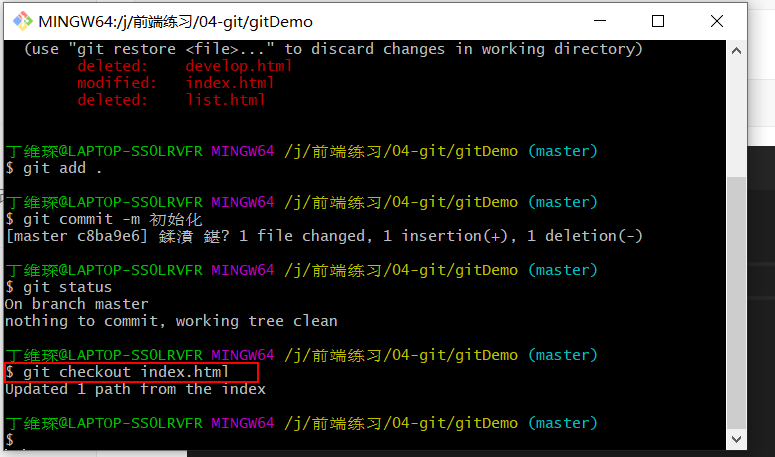 MINGW64:/j/前端练习/04-git/gitDemo
(use "git restore <file>..." to discard changes in working directory)
deleted: develop.html
modified: index.html
deleted: list.html
丁维琛@LAPTOP-SSOLRVFR MINGW64 /j/前端练习/04-git/gitDemo (master)
$ git add .
丁维琛@LAPTOP-SSOLRVFR MINGW64 /j/前端练习/04-git/gitDemo (master)
$ git commit -m 初始化
[master c8ba9e6] 鍒濆 鍖? 1 file changed, 1 insertion(+), 1 deletion(-)
丁维琛@LAPTOP-SSOLRVFR MINGW64 /j/前端练习/04-git/gitDemo (master)
$ git status
On branch master
nothing to commit, working tree clean
丁维琛@LAPTOP-SSOLRVFR MINGW64 /j/前端练习/04-git/gitDemo (master)
$ git checkout index.html
Updated 1 path from the index
丁维琛@LAPTOP-SSOLRVFR MINGW64 /j/前端练习/04-git/gitDemo (master)
$